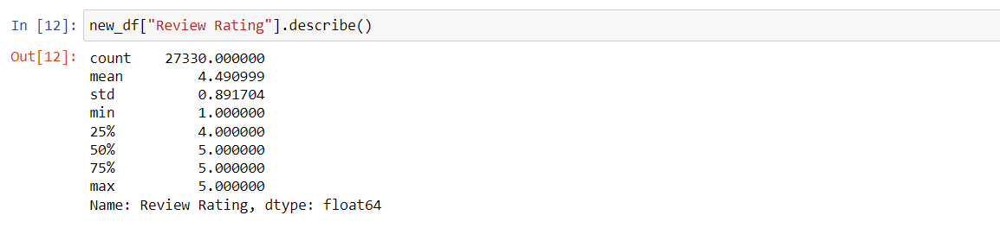 In [12]: new_df["Review Rating"].describe()
Out[12]: count    27330.000000
mean         4.490999
std          0.891704
min          1.000000
25%          4.000000
50%          5.000000
75%          5.000000
max          5.000000
Name: Review Rating, dtype: float64